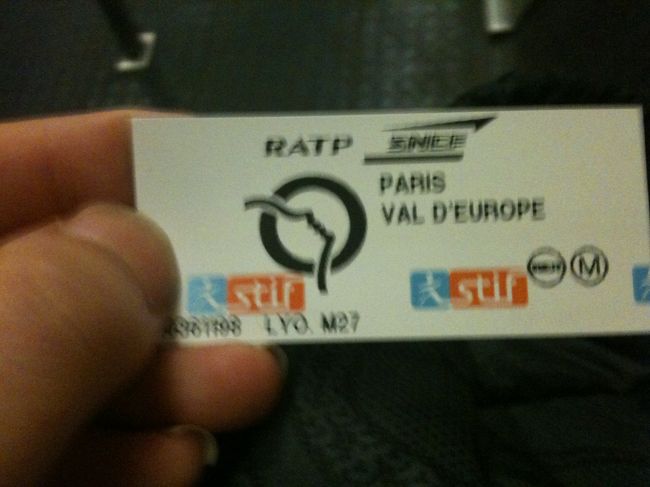 RATP SNCF
PARIS
VAL D'EUROPE
stif stif M
LYO. M27